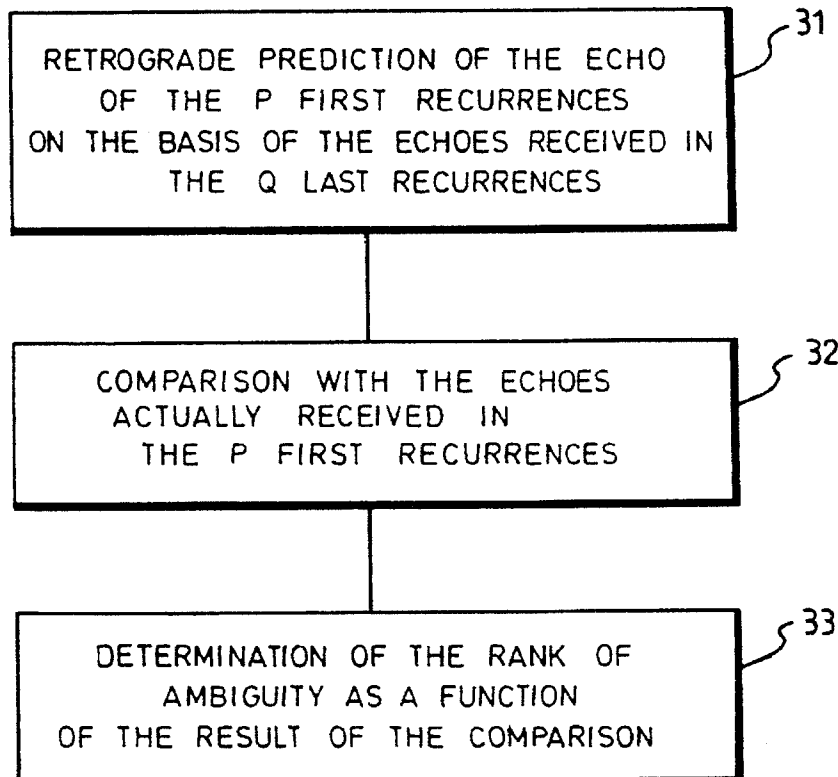 31
RETROGRADE PREDICTION OF THE ECHO
OF THE P FIRST RECURRENCES
ON THE BASIS OF THE ECHOES RECEIVED IN
THE Q LAST RECURRENCES
32
COMPARISON WITH THE ECHOES
ACTUALLY RECEIVED IN
THE P FIRST RECURRENCES
33
DETERMINATION OF THE RANK OF
AMBIGUITY AS A FUNCTION
OF THE RESULT OF THE COMPARISON